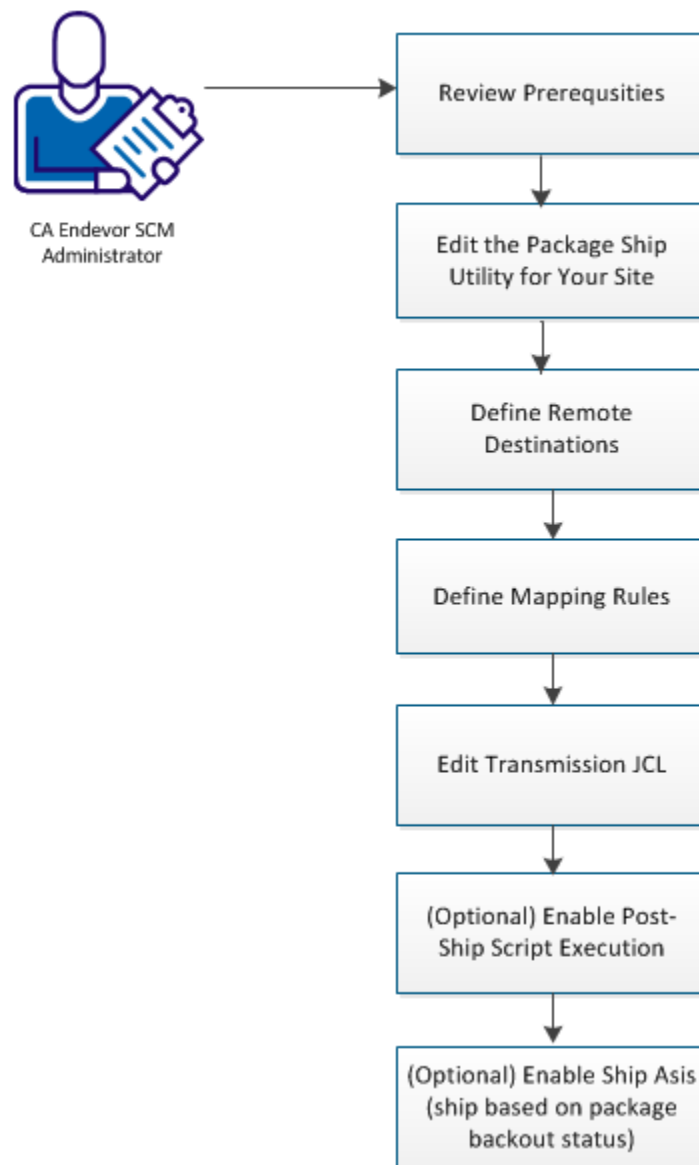 CA Endevor SCM
Administrator
Review Prerequsities
Edit the Package Ship
Utility for Your Site
Define Remote
Destinations
Define Mapping Rules
Edit Transmission JCL
(Optional) Enable Post-
Ship Script Execution
(Optional) Enable Ship Asis
(ship based on package
backout status)